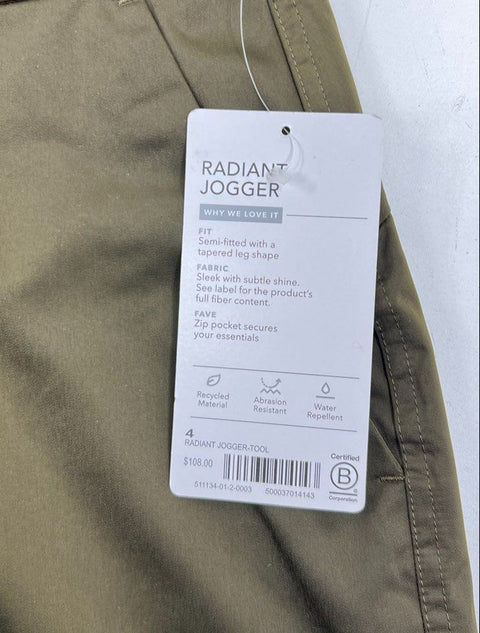 RADIANT
JOGGER
WHY WE LOVE IT
FIT
Semi-fitted with a
tapered leg shape
FABRIC
Sleek with subtle shine.
See label for the product's
full fiber content.
FAVE
Zip pocket secures
your essentials
Recycled
Material
Abrasion
Resistant
Water
Repellent
4
RADIANT JOGGER-TOOL
$108.00
511134-01-2-0003 500037014143
Certified
B
®
Corporation